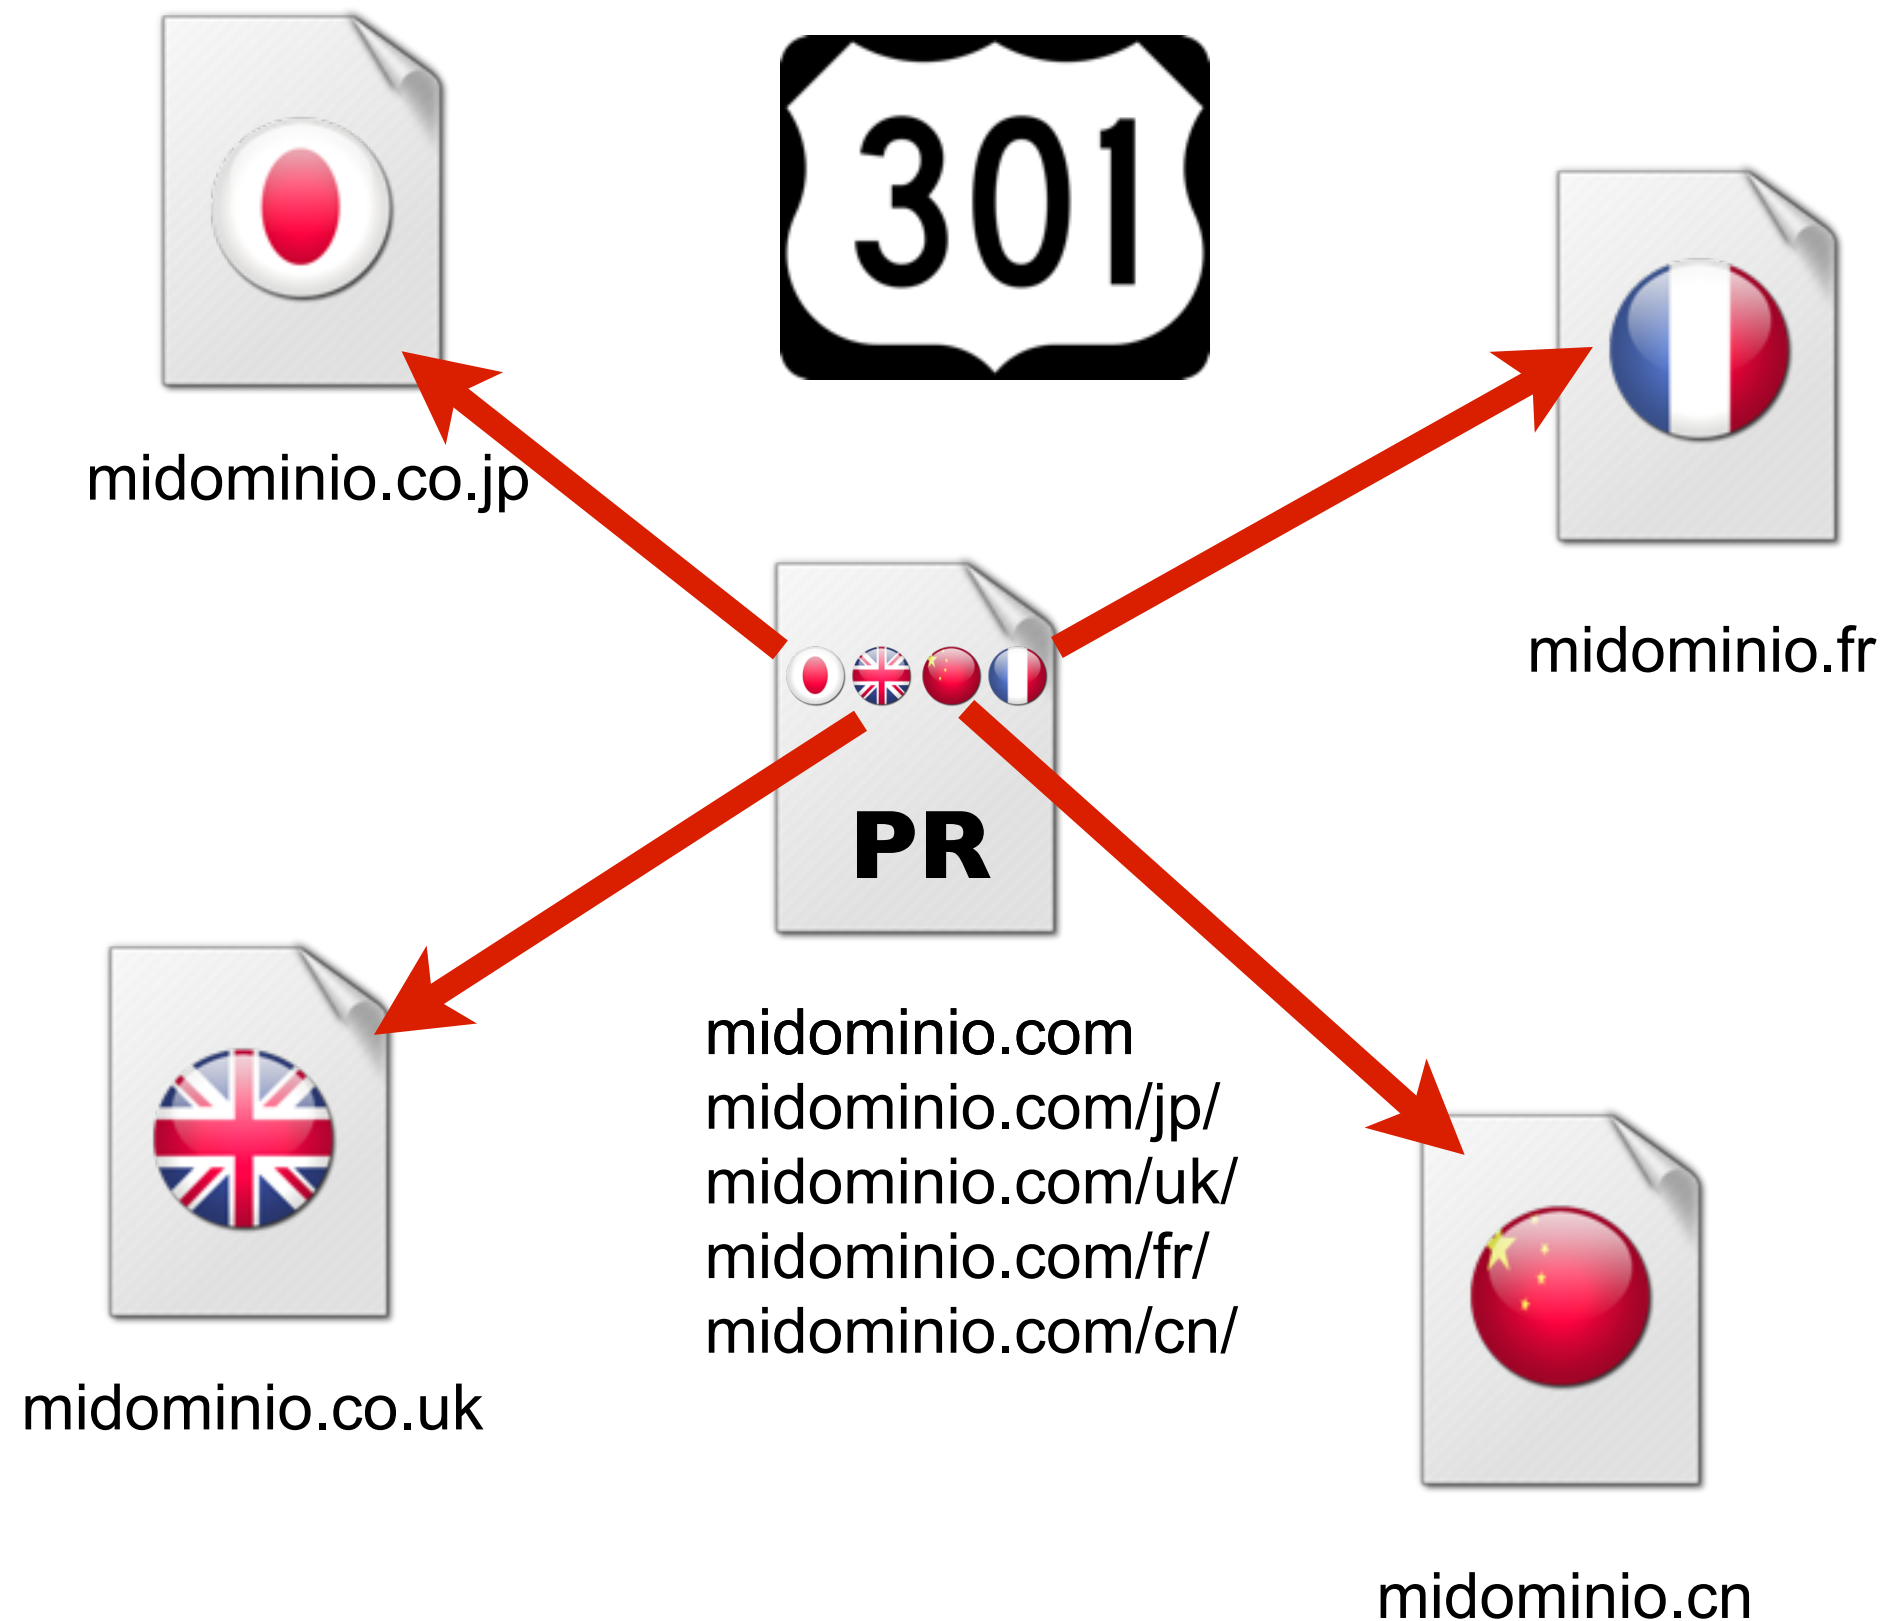 301
midominio.co.jp
midominio.fr
PR
midominio.com
midominio.com/jp/
midominio.com/uk/
midominio.com/fr/
midominio.com/cn/
midominio.co.uk
midominio.cn